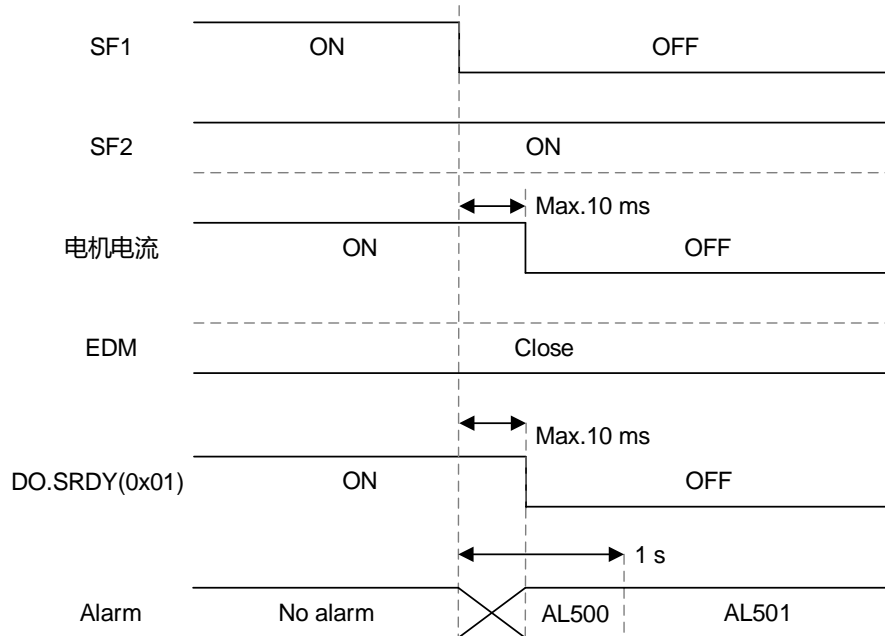 SF1 ON OFF
SF2 ON
Max.10 ms
电机电流 ON OFF
EDM Close
Max.10 ms
DO.SRDY(0x01) ON OFF
1 s
Alarm No alarm AL500 AL501